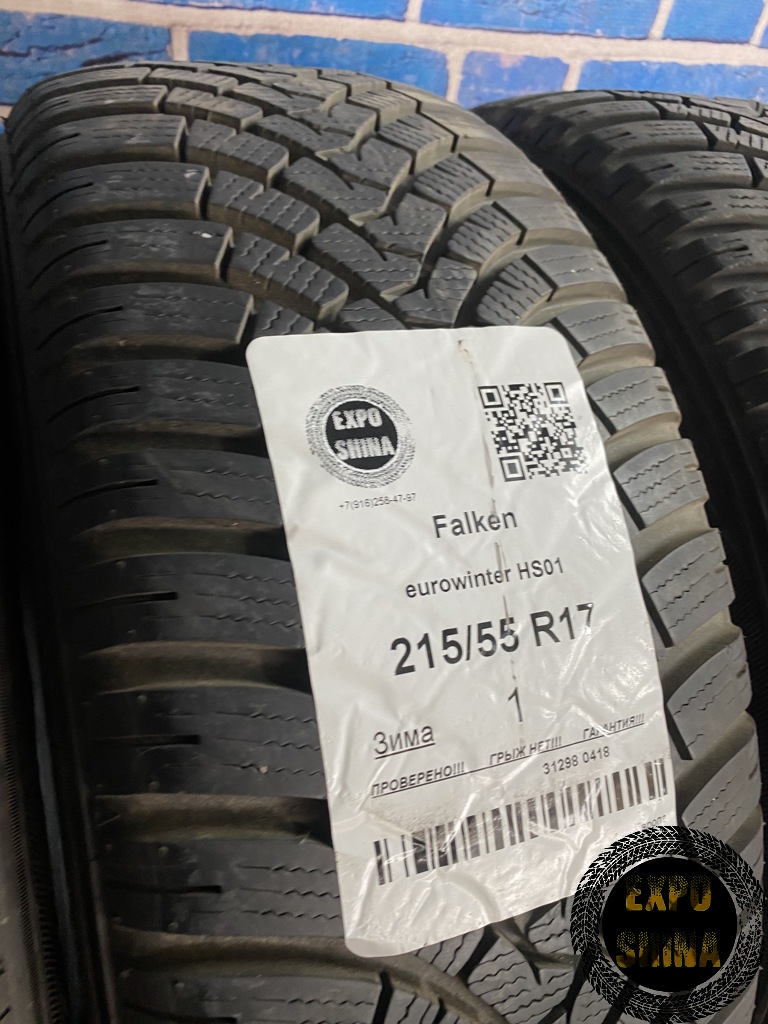 EXPO
SHINA
+7(916)258-47-97
Falken
eurowinter HS01
215/55 R17
1
Зима
ПРОВЕРЕНО!!! ГРЫЖ НЕТ!!! ГАРАНТИЯ!!!
31298 0418
EXPO
SHINA